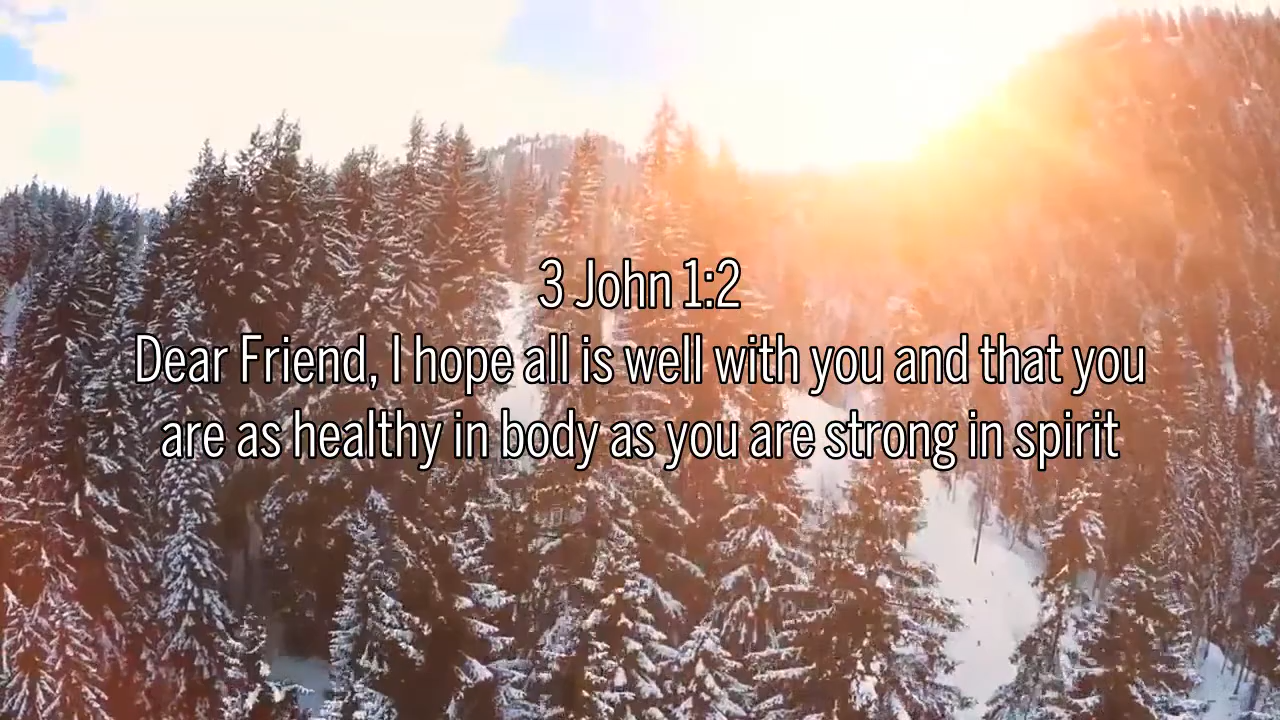 3 John 1:2
Dear Friend, I hope all is well with you and that you
are as healthy in body as you are strong in spirit